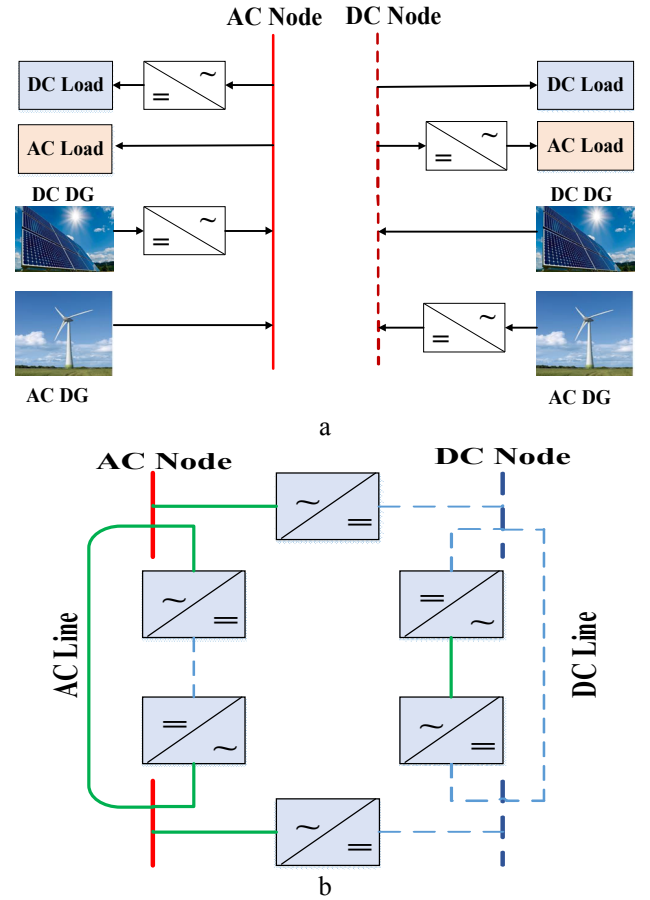 AC Node DC Node
DC Load
~
=
DC Load
AC Load
~
=
AC Load
DC DG
DC DG
~
=
~
=
AC DG
AC DG
a
AC Node
DC Node
~
=
AC Line
~
=
=
~
DC Line
=
~
~
=
~
=
b